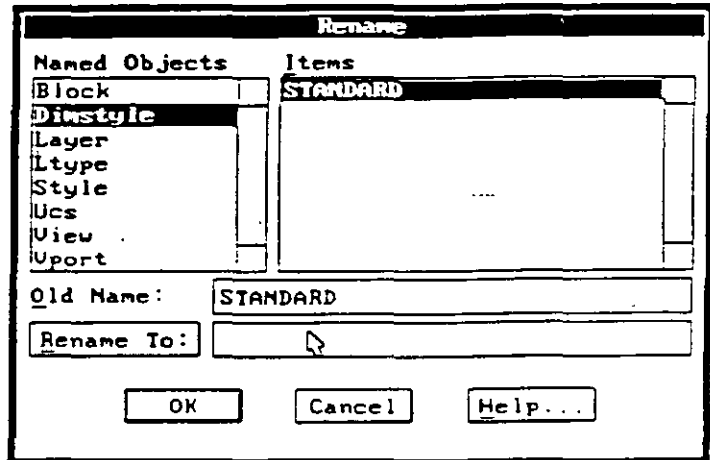 Rename
Named Objects
Items
Block
Dimstyle
Layer
Ltype
Style
Ucs
View
Vport
STANDARD
Old Name:
STANDARD
Rename To:
OK
Cancel
Help...